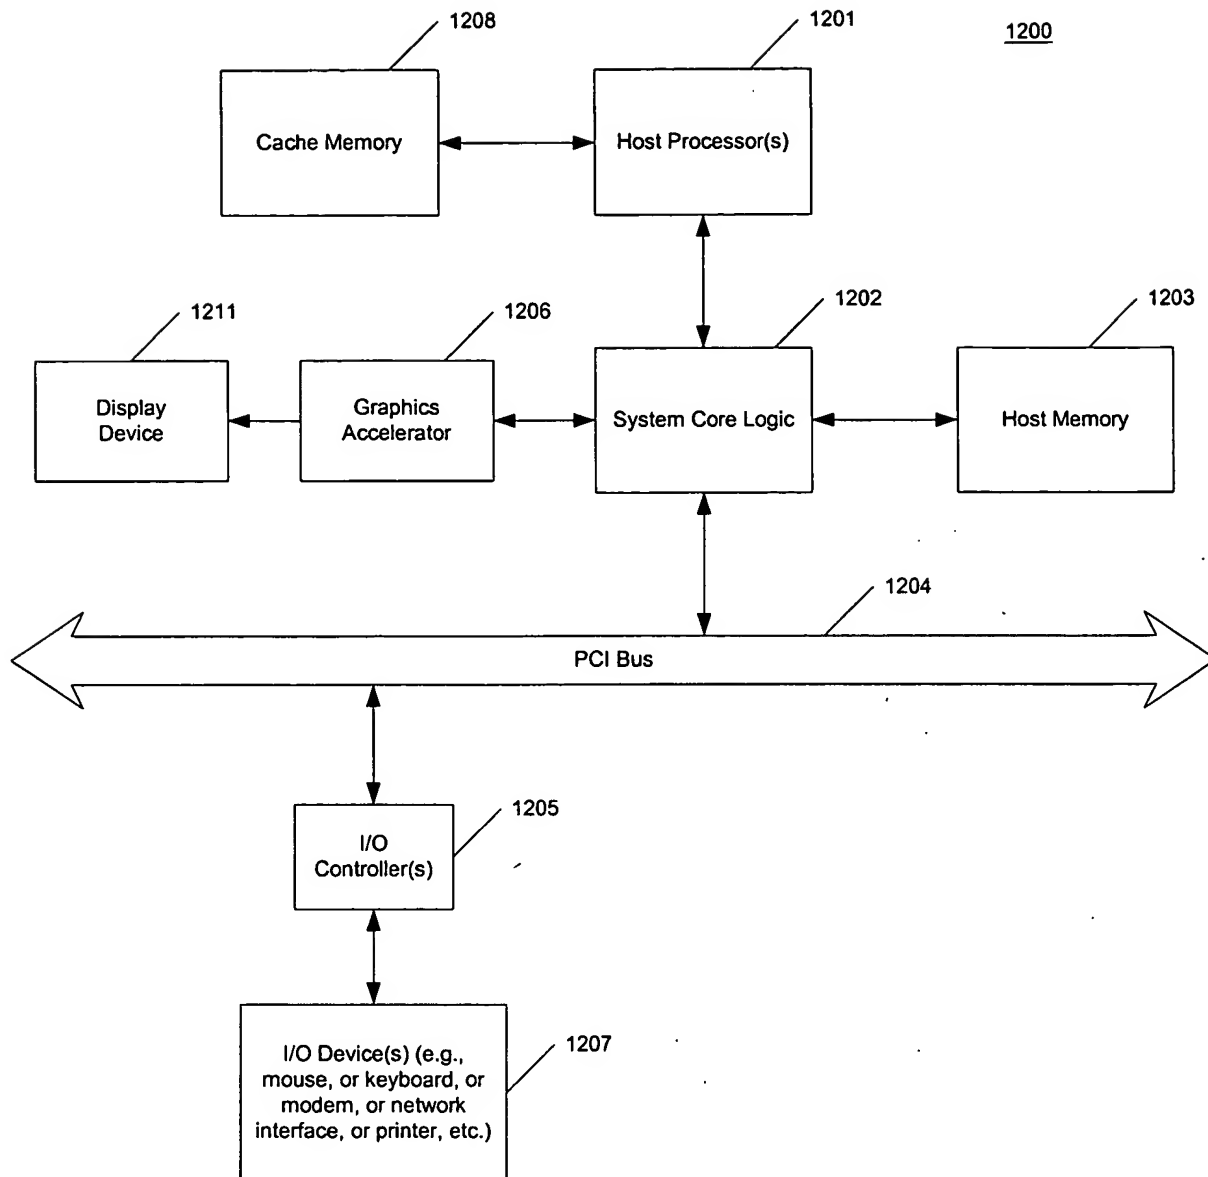 1208
1201
1200
Cache Memory
Host Processor(s)
1211
1206
1202
1203
Display
Device
Graphics
Accelerator
System Core Logic
Host Memory
1204
PCI Bus
1205
I/O
Controller(s)
1207
I/O Device(s) (e.g.,
mouse, or keyboard, or
modem, or network
interface, or printer, etc.)